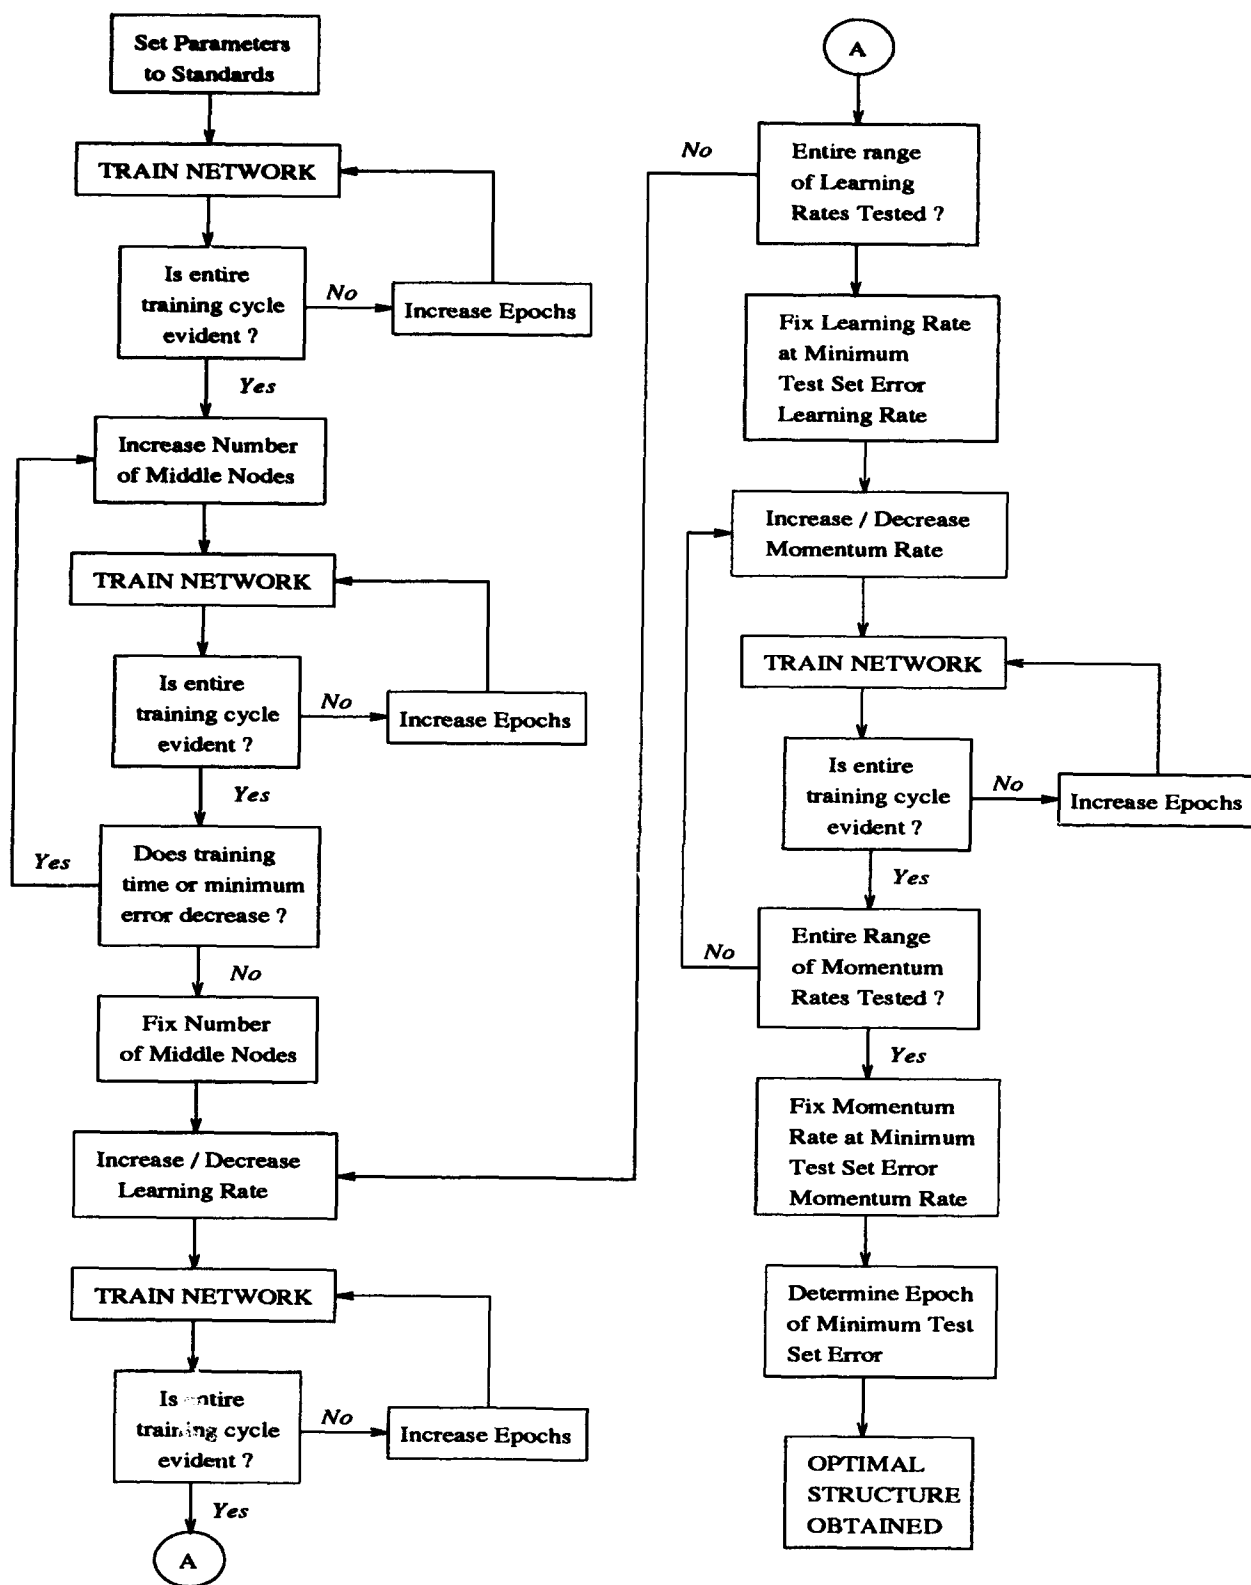 Set Parameters
to Standards
TRAIN NETWORK
Is entire
training cycle
evident ?
No
Increase Epochs
Yes
Increase Number
of Middle Nodes
TRAIN NETWORK
Is entire
training cycle
evident ?
No
Increase Epochs
Yes
Does training
time or minimum
error decrease ?
Yes
No
Fix Number
of Middle Nodes
Increase / Decrease
Learning Rate
TRAIN NETWORK
Is entire
training cycle
evident ?
No
Increase Epochs
Yes
A
A
Entire range
of Learning
Rates Tested ?
No
Fix Learning Rate
at Minimum
Test Set Error
Learning Rate
Increase / Decrease
Momentum Rate
TRAIN NETWORK
Is entire
training cycle
evident ?
No
Increase Epochs
Yes
Entire Range
of Momentum
Rates Tested ?
No
Yes
Fix Momentum
Rate at Minimum
Test Set Error
Momentum Rate
Determine Epoch
of Minimum Test
Set Error
OPTIMAL
STRUCTURE
OBTAINED